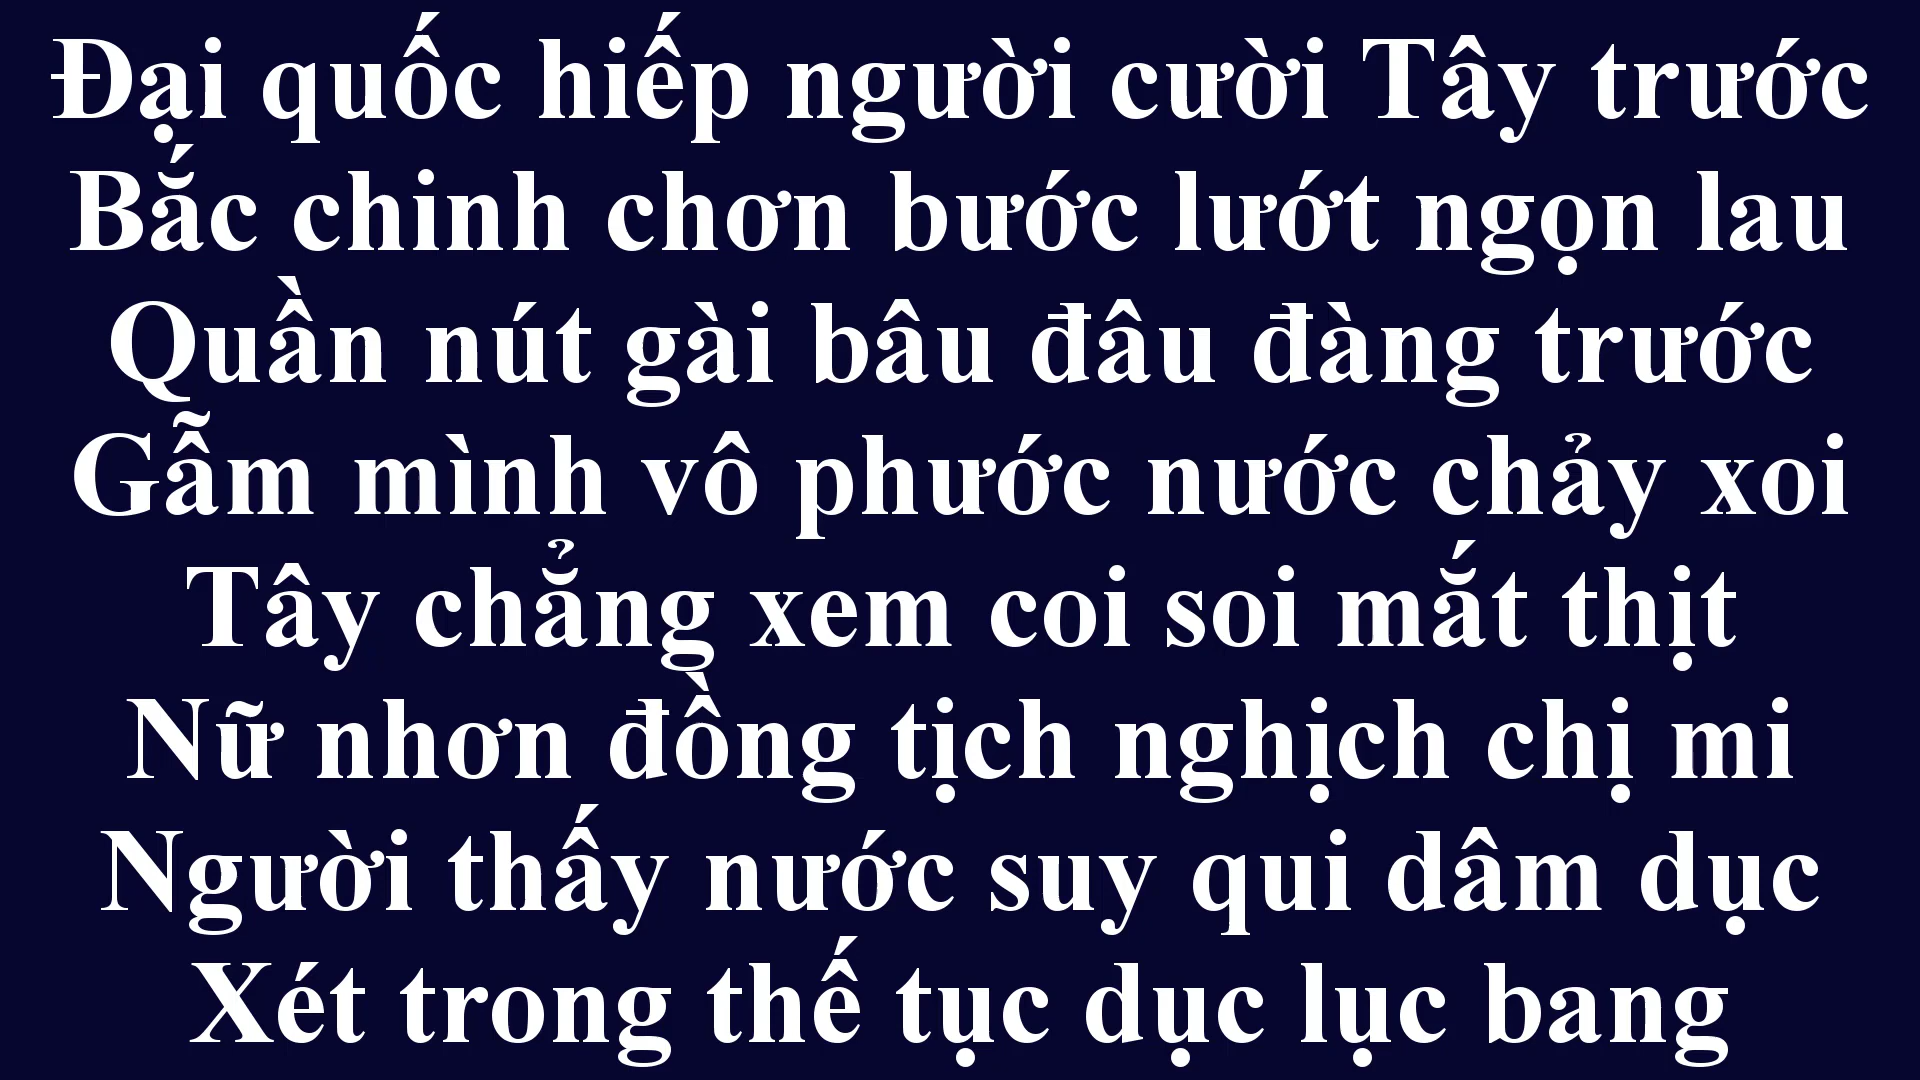 Đại quốc hiếp người cười Tây trước
Bắc chinh chơn bước lướt ngọn lau
Quần nút gài bâu đâu đàng trước
Gẫm mình vô phước nước chảy xoi
Tây chẳng xem coi soi mắt thịt
Nữ nhơn đồng tịch nghịch chị mi
Người thấy nước suy qui dâm dục
Xét trong thế tục dục lục bang